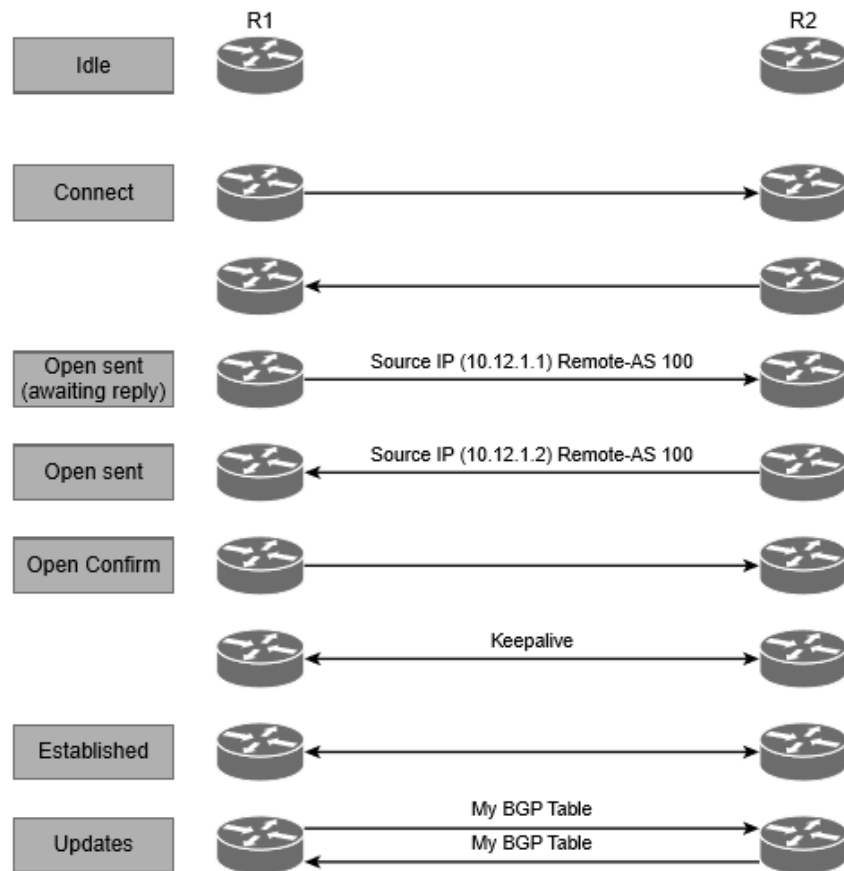 R1
R2
Idle
Connect
Open sent
(awaiting reply)
Source IP (10.12.1.1) Remote-AS 100
Open sent
Source IP (10.12.1.2) Remote-AS 100
Open Confirm
Keepalive
Established
My BGP Table
Updates
My BGP Table